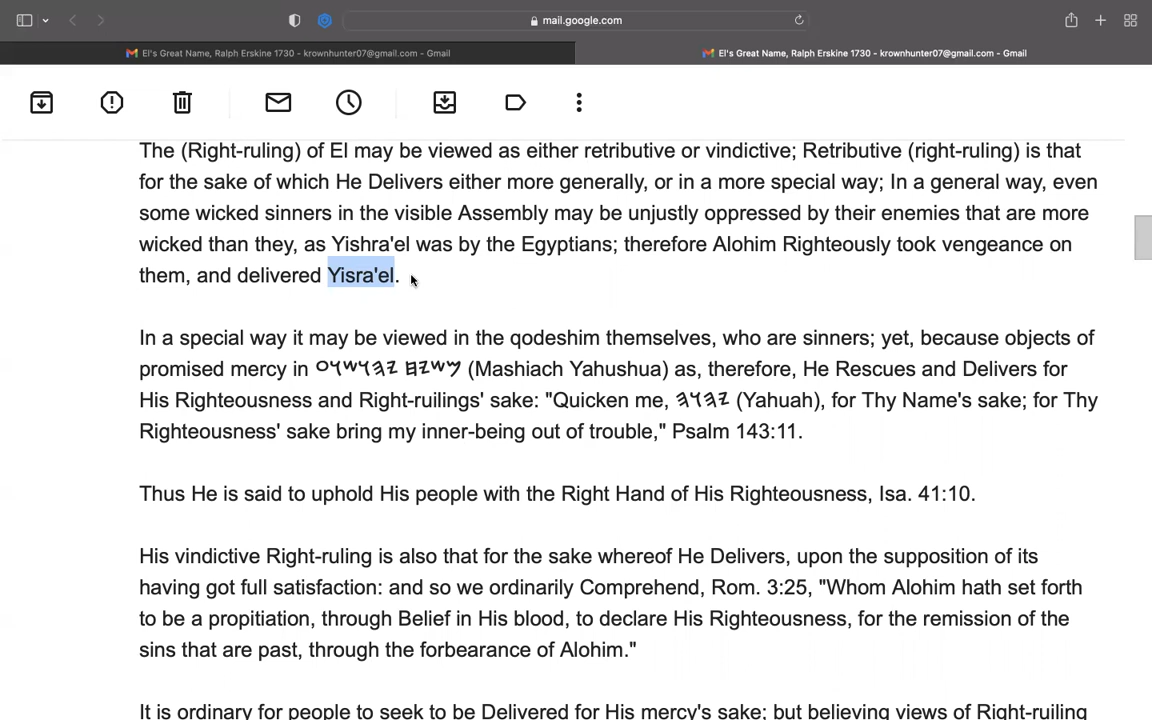 mail.google.com
El's Great Name, Ralph Erskine 1730 - krownhunter07@gmail.com - Gmail
El's Great Name, Ralph Erskine 1730 - krownhunter07@gmail.com - Gmail
The (Right-ruling) of El may be viewed as either retributive or vindictive; Retributive (right-ruling) is that
for the sake of which He Delivers either more generally, or in a more special way; In a general way, even
some wicked sinners in the visible Assembly may be unjustly oppressed by their enemies that are more
wicked than they, as Yishra'el was by the Egyptians; therefore Alohim Righteously took vengeance on
them, and delivered Yisra'el.
In a special way it may be viewed in the qodeshim themselves, who are sinners; yet, because objects of
promised mercy in 𐤌𐤔𐤉𐤇 𐤉𐤄𐤅𐤔𐤅𐤏 (Mashiach Yahushua) as, therefore, He Rescues and Delivers for
His Righteousness and Right-ruilings' sake: "Quicken me, 𐤉𐤄𐤅𐤄 (Yahuah), for Thy Name's sake; for Thy
Righteousness' sake bring my inner-being out of trouble," Psalm 143:11.
Thus He is said to uphold His people with the Right Hand of His Righteousness, Isa. 41:10.
His vindictive Right-ruling is also that for the sake whereof He Delivers, upon the supposition of its
having got full satisfaction: and so we ordinarily Comprehend, Rom. 3:25, "Whom Alohim hath set forth
to be a propitiation, through Belief in His blood, to declare His Righteousness, for the remission of the
sins that are past, through the forbearance of Alohim."
It is ordinary for people to seek to be Delivered for His mercy's sake; but believing views of Right-ruiling